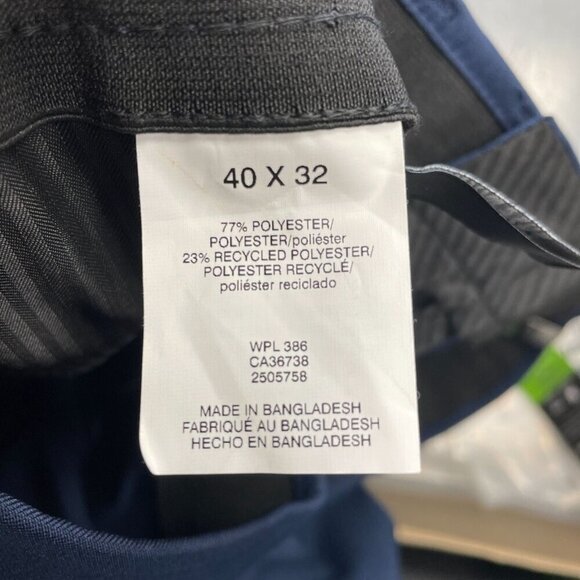 40 X 32
77% POLYESTER/
POLYESTER/poliéster
23% RECYCLED POLYESTER/
POLYESTER RECYCLÉ/
poliéster reciclado
WPL 386
CA36738
2505758
MADE IN BANGLADESH
FABRIQUÉ AU BANGLADESH
HECHO EN BANGLADESH